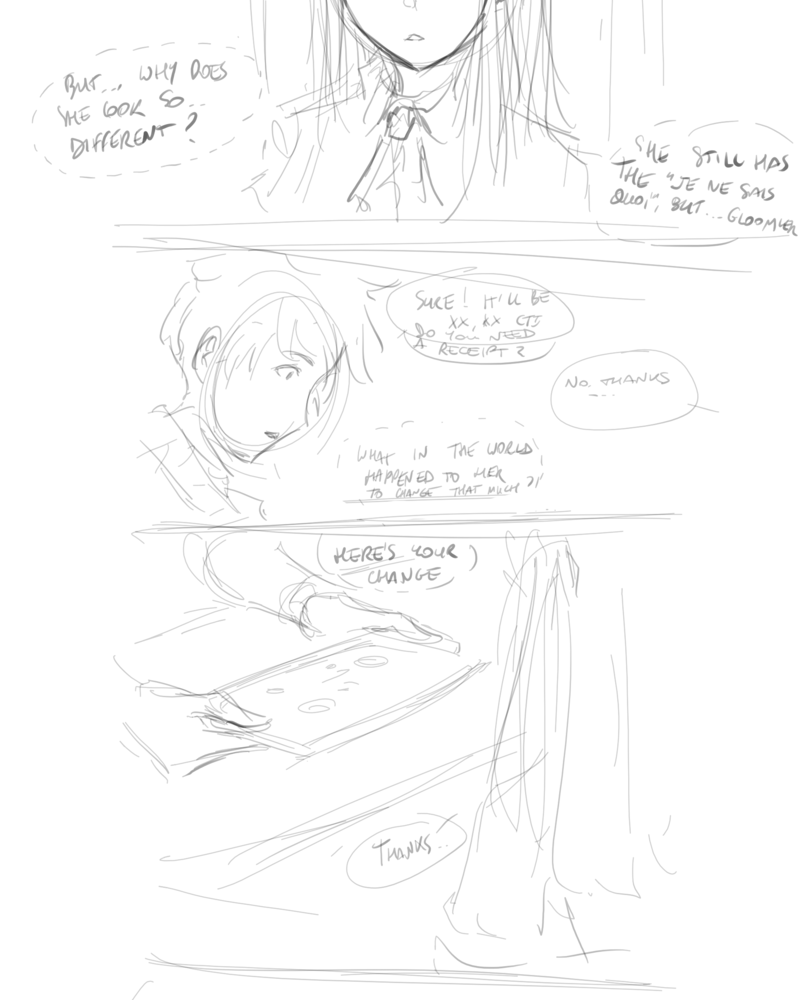 BUT... WHY DOES
SHE LOOK SO...
DIFFERENT?
SHE STILL HAS
THE "JE NE SAIS
QUOI", BUT... GLOOMIER
SURE! IT'LL BE
XX,XX CTS
DO YOU NEED
A RECEIPT?
NO. THANKS
...
WHAT IN THE WORLD
HAPPENED TO HER
TO CHANGE THAT MUCH?!
HERE'S YOUR
CHANGE
THANKS...